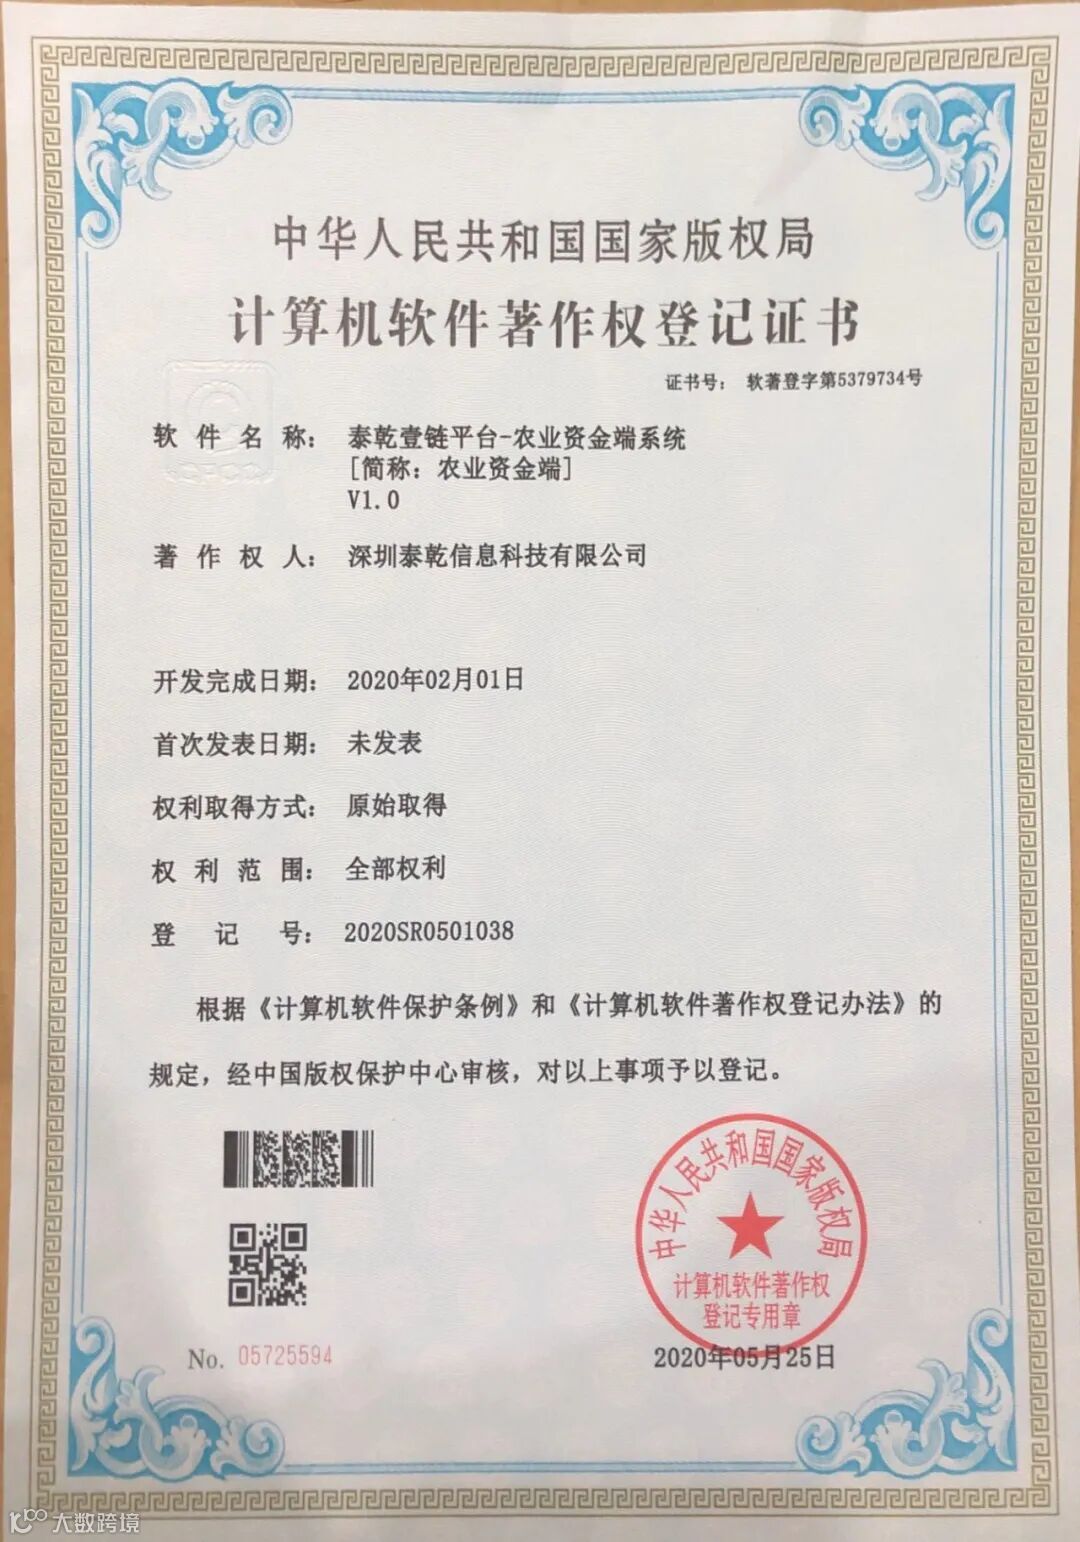 中华人民共和国国家版权局
计算机软件著作权登记证书
证书号： 软著登字第5379734号
软件名称： 泰乾壹链平台-农业资金端系统
[简称：农业资金端]
V1.0
著作权人： 深圳泰乾信息科技有限公司
开发完成日期： 2020年02月01日
首次发表日期： 未发表
权利取得方式： 原始取得
权利范围： 全部权利
登记号： 2020SR0501038
根据《计算机软件保护条例》和《计算机软件著作权登记办法》的
规定，经中国版权保护中心审核，对以上事项予以登记。
中华人民共和国国家版权局
计算机软件著作权
登记专用章
No. 05725594
2020年05月25日
大数跨境